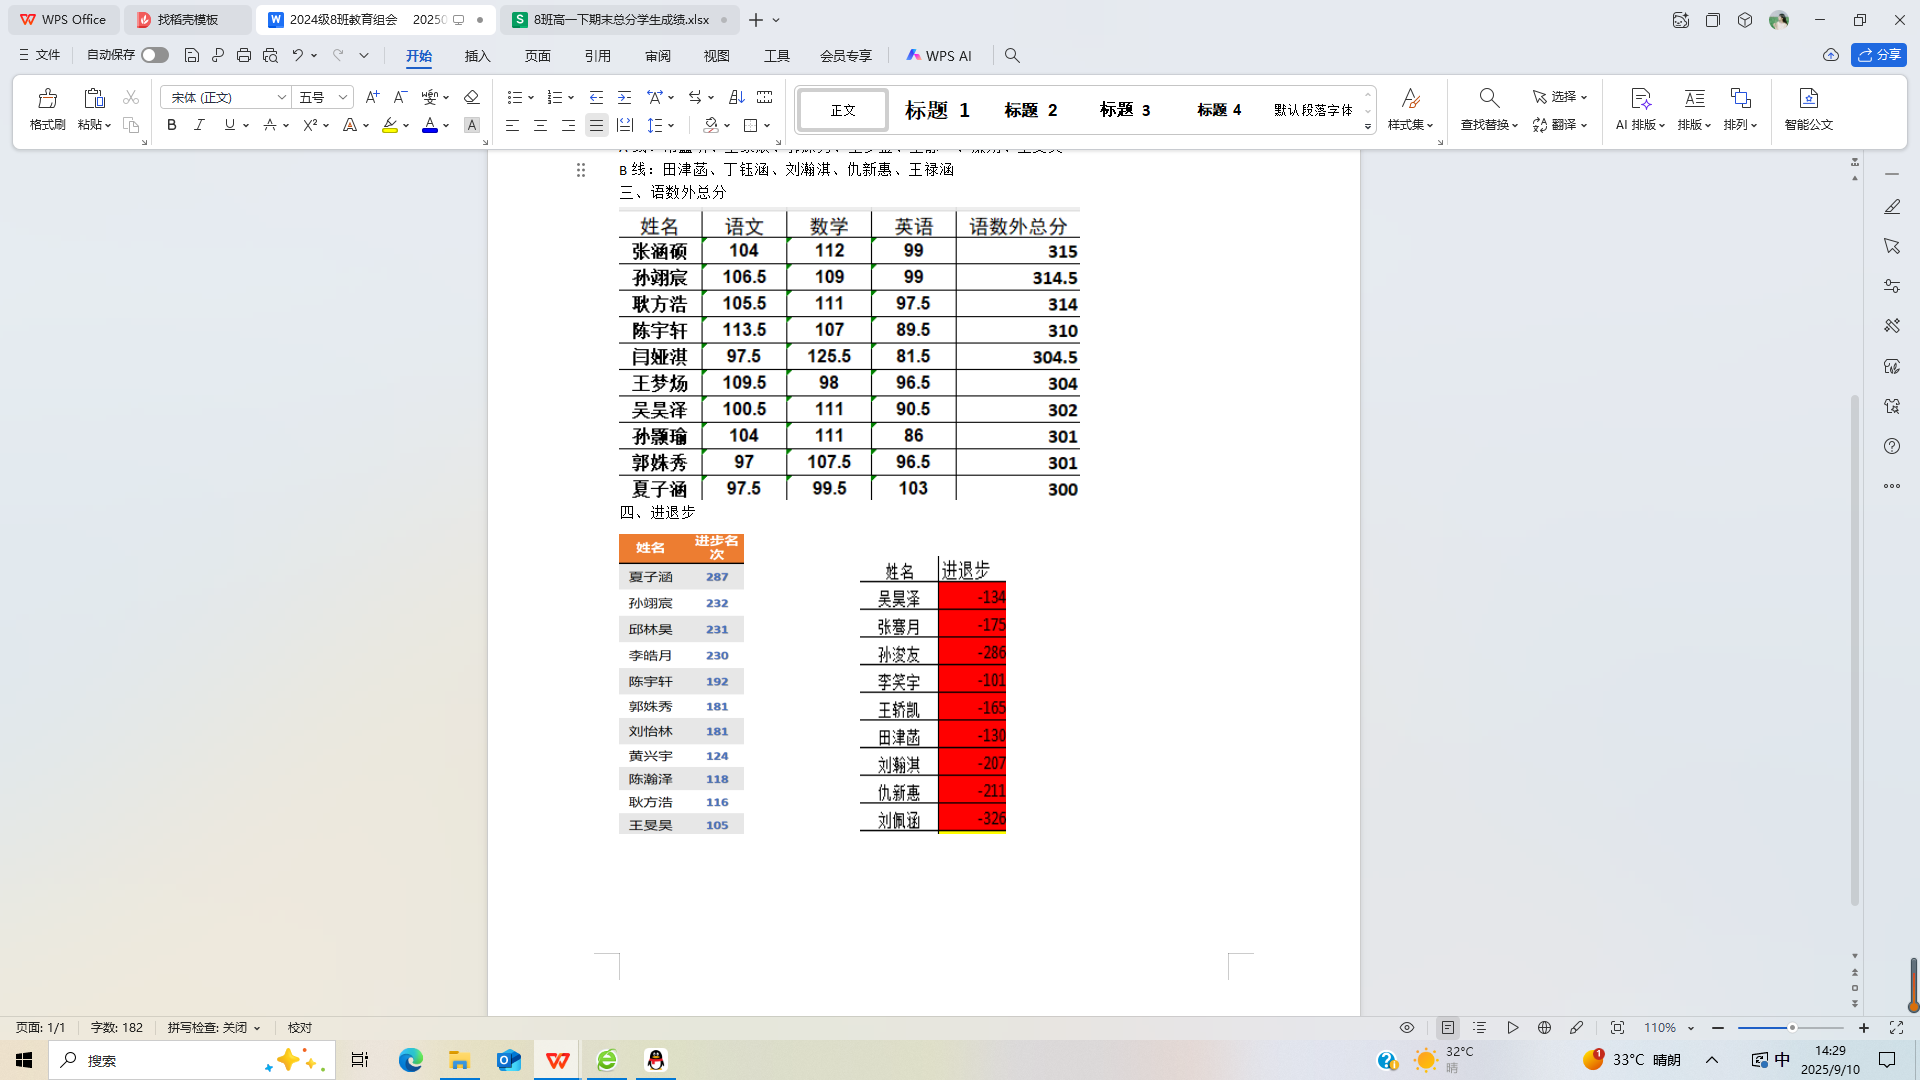 WPS Office
找稻壳模板
2024级8班教育组会 20250
8班高一下期末总分学生成绩.xlsx
文件
自动保存
开始
插入
页面
引用
审阅
视图
工具
会员专享
WPS AI
分享
格式刷
粘贴
宋体 (正文)
五号
正文
标题 1
标题 2
标题 3
标题 4
默认段落字体
样式集
查找替换
选择
翻译
AI 排版
排版
排列
智能公文
B 线：田津菡、丁钰涵、刘瀚淇、仇新惠、王禄涵
三、语数外总分
姓名 语文 数学 英语 语数外总分
张涵硕 104 112 99 315
孙翊宸 106.5 109 99 314.5
耿方浩 105.5 111 97.5 314
陈宇轩 113.5 107 89.5 310
闫娅淇 97.5 125.5 81.5 304.5
王梦炀 109.5 98 96.5 304
吴昊泽 100.5 111 90.5 302
孙颢瑜 104 111 86 301
郭姝秀 97 107.5 96.5 301
夏子涵 97.5 99.5 103 300
四、进退步
姓名 进步名次
夏子涵 287
孙翊宸 232
邱林昊 231
李皓月 230
陈宇轩 192
郭姝秀 181
刘怡林 181
黄兴宇 124
陈瀚泽 118
耿方浩 116
王旻昊 105
姓名 进退步
吴昊泽 -134
张骞月 -175
孙浚友 -286
李笑宇 -101
王轿凯 -165
田津菡 -130
刘瀚淇 -207
仇新惠 -211
刘佩涵 -326
页面: 1/1
字数: 182
拼写检查: 关闭
校对
110%
搜索
32°C
晴
33°C 晴朗
中
14:29
2025/9/10